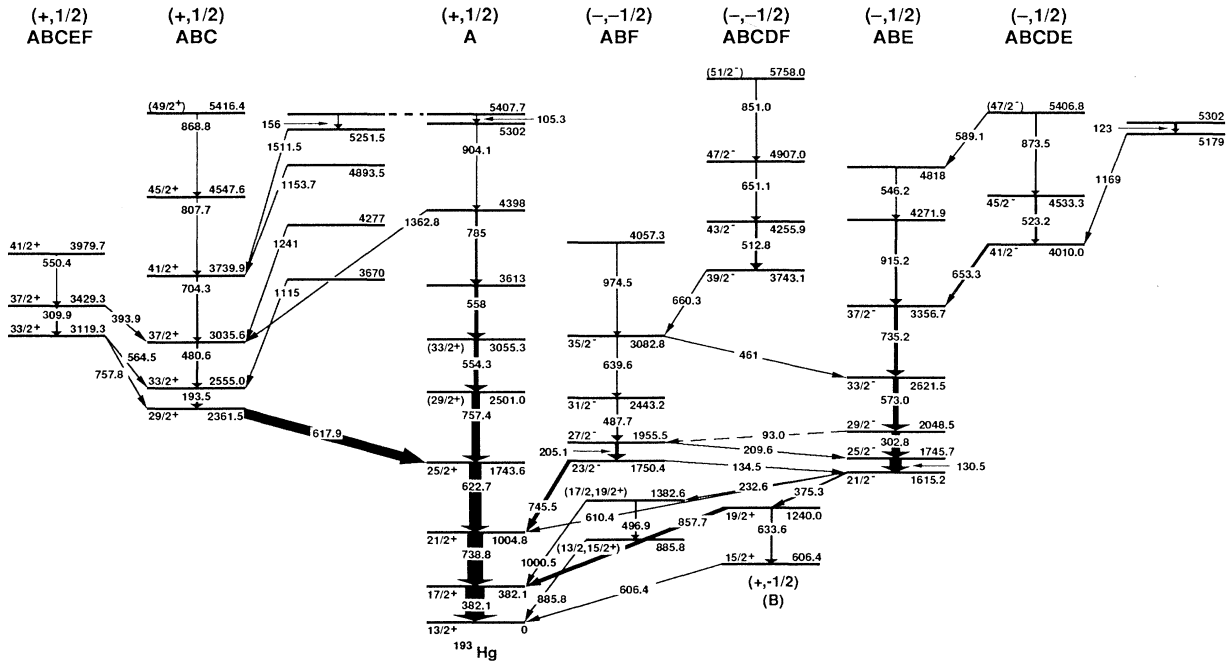 (+,1/2) (+,1/2) (+,1/2) (–,–1/2) (–,–1/2) (–,1/2) (–,1/2)
ABCEF ABC A ABF ABCDF ABE ABCDE
(51/2⁻) 5758.0
851.0
(49/2⁺) 5416.4 5407.7 (47/2⁻) 5406.8
868.8 156 105.3 589.1 873.5 123 5302
5251.5 5302 5179
1511.5 904.1
47/2⁻ 4907.0
1153.7 4893.5 4818 1169
45/2+ 4547.6 651.1 546.2 45/2⁻ 4533.3
807.7 4398 523.2
1362.8
4277 43/2⁻ 4255.9 4271.9
1241 785 512.8
41/2+ 3979.7 4057.3 41/2⁻ 4010.0
550.4 41/2+ 3739.9 39/2⁻ 3743.1 915.2 653.3
704.3 3670 3613 974.5
1115 558 660.3
37/2+ 3429.3 37/2⁻ 3356.7
309.9 393.9
33/2+ 3119.3 37/2+ 3035.6 (33/2+) 3055.3 35/2⁻ 3082.8 735.2
564.5 480.6 554.3 639.6 461
757.8
33/2+ 2555.0 (29/2+) 2501.0 33/2⁻ 2621.5
193.5 573.0
29/2+ 2361.5 757.4 31/2⁻ 2443.2
617.9 487.7
27/2⁻ 1955.5 93.0 29/2⁻ 2048.5
205.1 209.6 302.8
25/2+ 1743.6 23/2⁻ 1750.4 25/2⁻ 1745.7
134.5 130.5
622.7 745.5 232.6 21/2⁻ 1615.2
(17/2,19/2+) 1382.6 375.3
610.4 496.9 857.7 19/2+ 1240.0
21/2+ 1004.8 633.6
738.8 (13/2,15/2+) 885.8
1000.5 15/2+ 606.4
17/2+ 382.1 (+,-1/2)
382.1 885.8 606.4 (B)
13/2+ 0
¹⁹³Hg